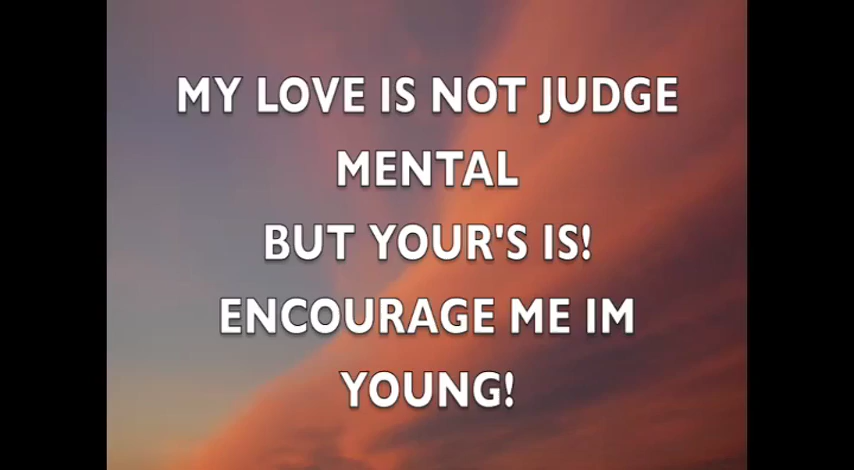 MY LOVE IS NOT JUDGE
MENTAL
BUT YOUR'S IS!
ENCOURAGE ME IM
YOUNG!